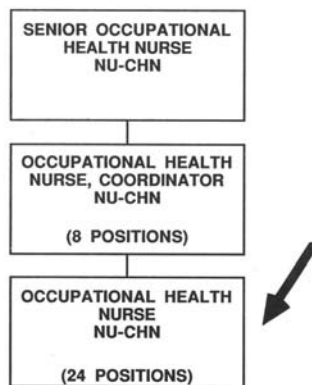 SENIOR OCCUPATIONAL
HEALTH NURSE
NU-CHN
OCCUPATIONAL HEALTH
NURSE, COORDINATOR
NU-CHN
(8 POSITIONS)
OCCUPATIONAL HEALTH
NURSE
NU-CHN
(24 POSITIONS)